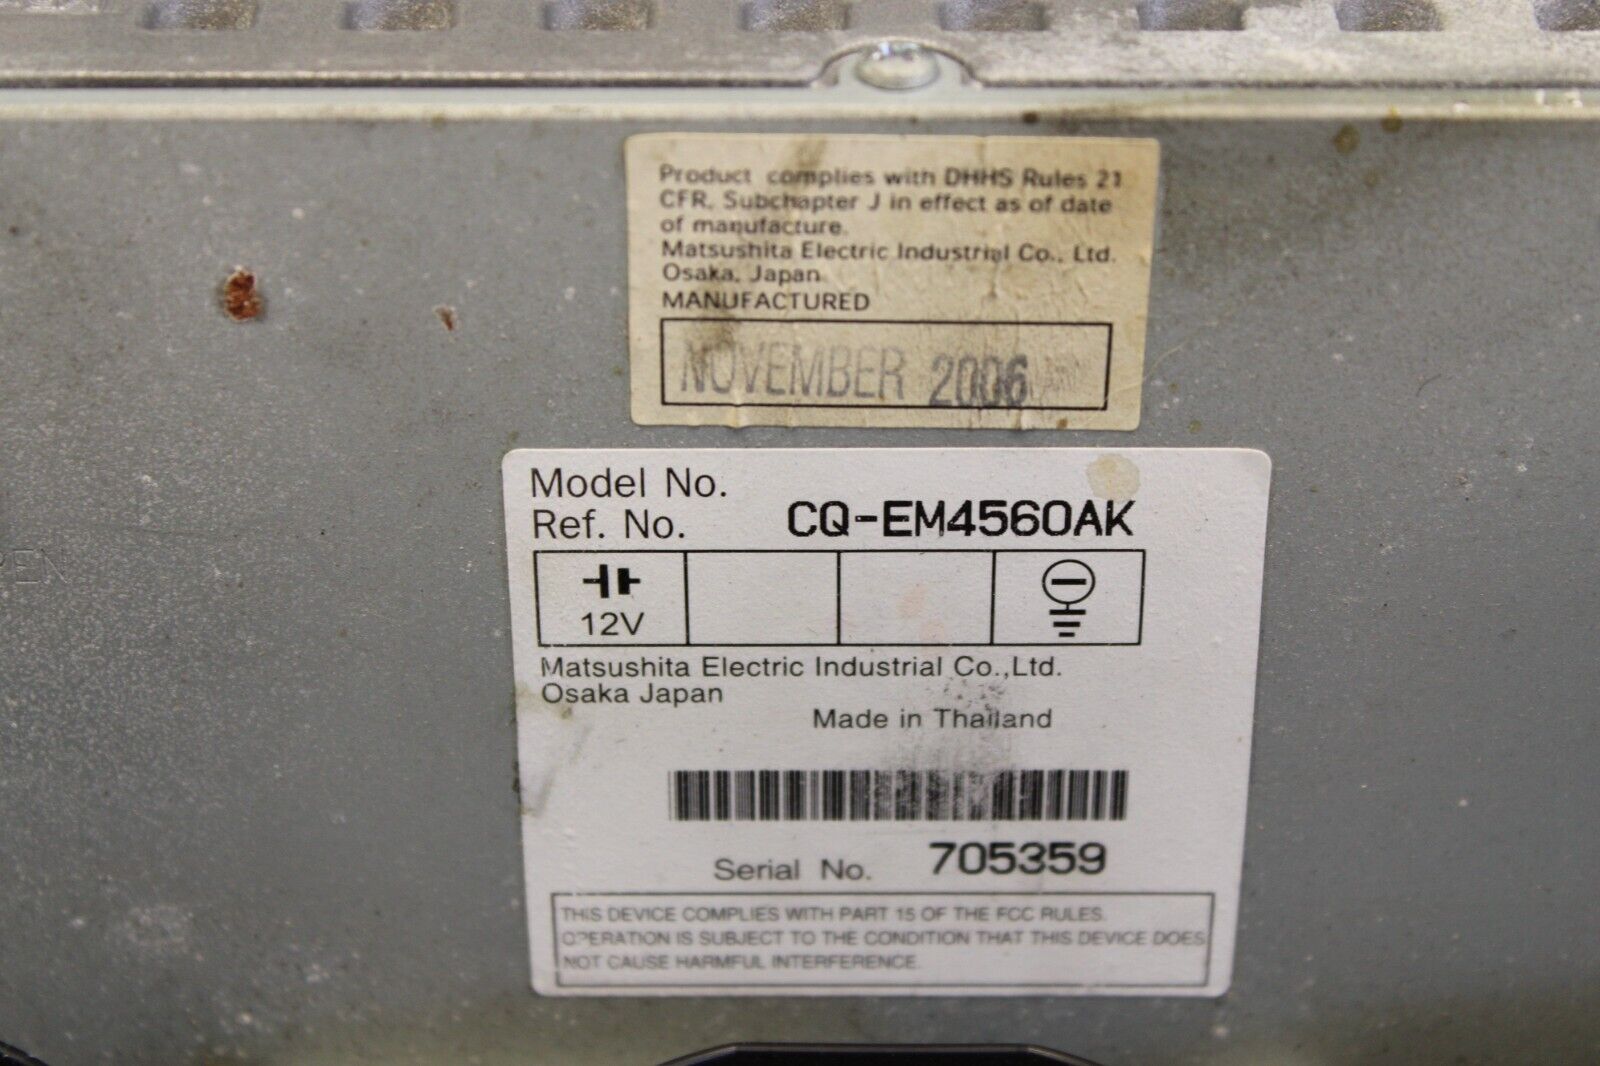 Product complies with DHHS Rules 21
CFR, Subchapter J in effect as of date
of manufacture.
Matsushita Electric Industrial Co., Ltd.
Osaka, Japan
MANUFACTURED
NOVEMBER 2006
Model No.
Ref. No. CQ-EM4560AK
12V
Matsushita Electric Industrial Co.,Ltd.
Osaka Japan
Made in Thailand
Serial No. 705359
THIS DEVICE COMPLIES WITH PART 15 OF THE FCC RULES.
OPERATION IS SUBJECT TO THE CONDITION THAT THIS DEVICE DOES
NOT CAUSE HARMFUL INTERFERENCE.